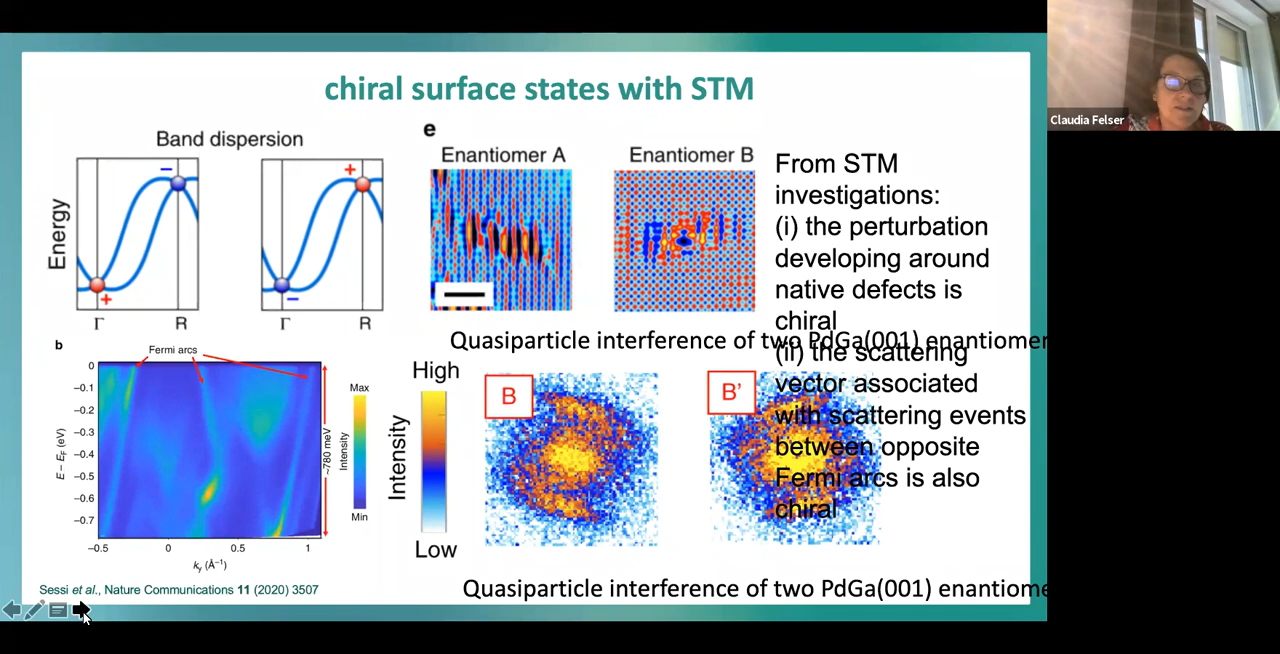 chiral surface states with STM
Claudia Felser
Band dispersion
Energy
−
+
Γ
R
+
−
Γ
R
e
Enantiomer A
Enantiomer B
From STM
investigations:
(i) the perturbation
developing around
native defects is
chiral
(ii) the scattering
vector associated
with scattering events
between opposite
Fermi arcs is also
chiral
Quasiparticle interference of two PdGa(001) enantiomer
b
Fermi arcs
0
−0.1
−0.2
−0.3
−0.4
−0.5
−0.6
−0.7
E − EF (eV)
−0.5
0
0.5
1
ky (Å−1)
~780 meV
Max
Intensity
Min
High
Intensity
Low
B
B'
Quasiparticle interference of two PdGa(001) enantiome
Sessi et al., Nature Communications 11 (2020) 3507